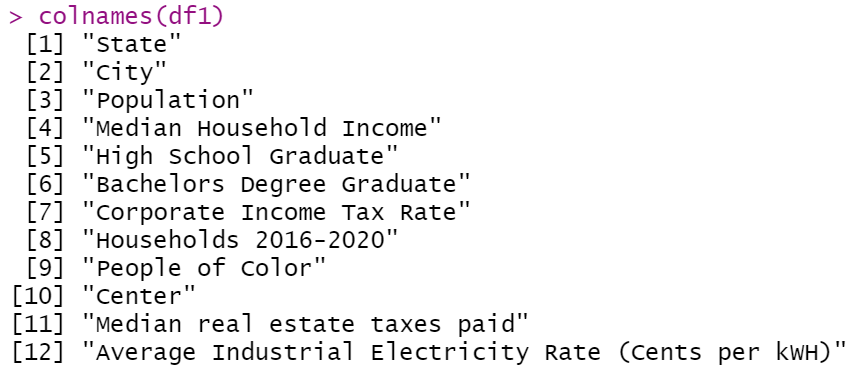 > colnames(df1)
[1] "State"
[2] "City"
[3] "Population"
[4] "Median Household Income"
[5] "High School Graduate"
[6] "Bachelors Degree Graduate"
[7] "Corporate Income Tax Rate"
[8] "Households 2016-2020"
[9] "People of Color"
[10] "Center"
[11] "Median real estate taxes paid"
[12] "Average Industrial Electricity Rate (Cents per kWH)"